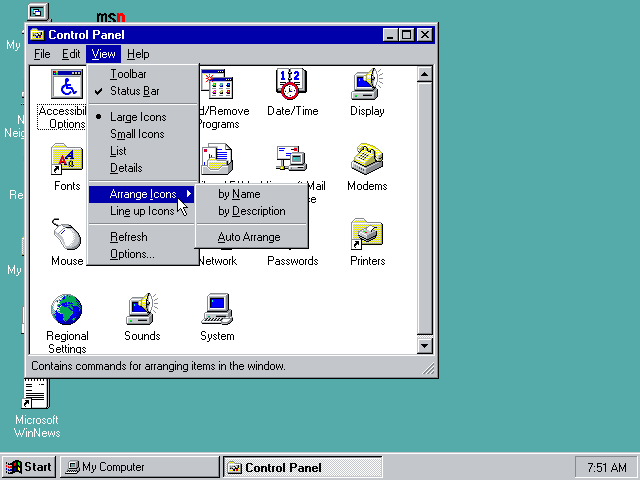 msn
My
Control Panel
File Edit View Help
Toolbar
Status Bar
Large Icons
Small Icons
List
Details
Arrange Icons
Line up Icons
Refresh
Options...
by Name
by Description
Auto Arrange
Accessibility
Options
d/Remove
Programs
Date/Time
Display
Fonts
Mail
Modems
Mouse
Network
Passwords
Printers
Regional
Settings
Sounds
System
Contains commands for arranging items in the window.
N
Neig
Re
My
Microsoft
WinNews
Start
My Computer
Control Panel
7:51 AM